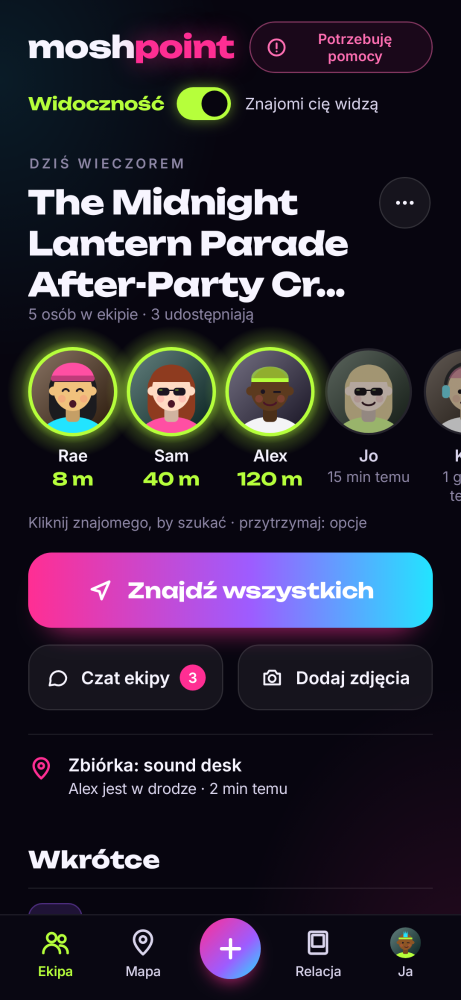 moshpoint
Potrzebuję
pomocy
Widoczność
Znajomi cię widzą
DZIŚ WIECZOREM
The Midnight
Lantern Parade
After-Party Cr...
5 osób w ekipie · 3 udostępniają
Rae
Sam
Alex
Jo
K
8 m
40 m
120 m
15 min temu
1 g
te
Kliknij znajomego, by szukać · przytrzymaj: opcje
Znajdź wszystkich
Czat ekipy 3
Dodaj zdjęcia
Zbiórka: sound desk
Alex jest w drodze · 2 min temu
Wkrótce
Ekipa
Mapa
Relacja
Ja